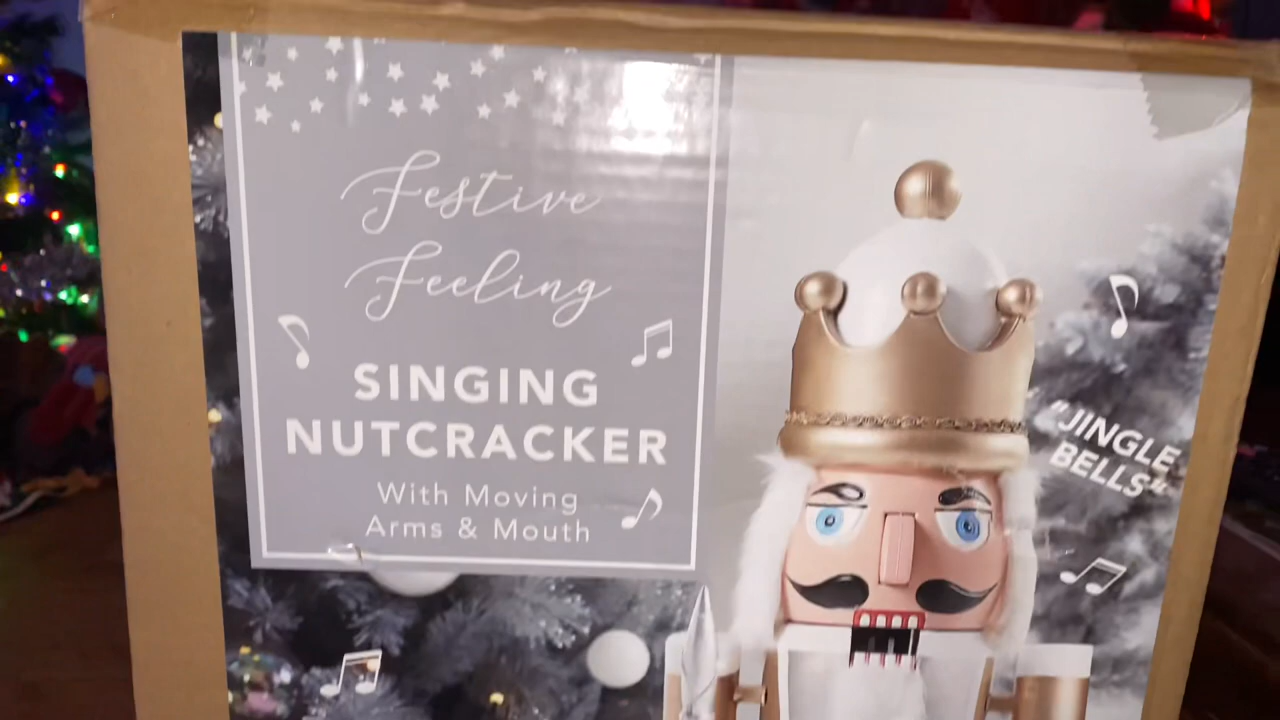 Festive
Feeling
SINGING
NUTCRACKER
With Moving
Arms & Mouth
"JINGLE
BELLS"